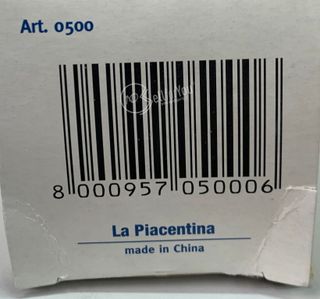 Art. 0500
8 000957 050006
La Piacentina
made in China